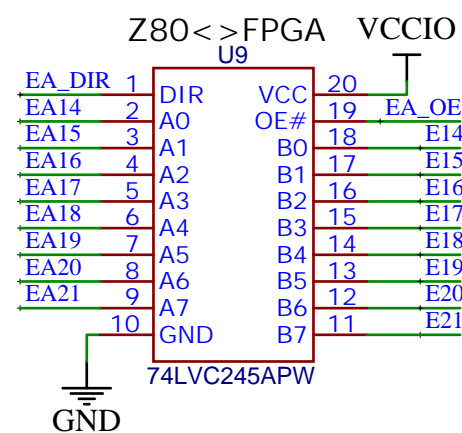 Z80<>FPGA VCCIO
U9
EA_DIR 1 DIR VCC 20
EA14 2 A0 OE# 19 EA_OE
EA15 3 A1 B0 18 E14
EA16 4 A2 B1 17 E15
EA17 5 A3 B2 16 E16
EA18 6 A4 B3 15 E17
EA19 7 A5 B4 14 E18
EA20 8 A6 B5 13 E19
EA21 9 A7 B6 12 E20
10 GND B7 11 E21
74LVC245APW
GND